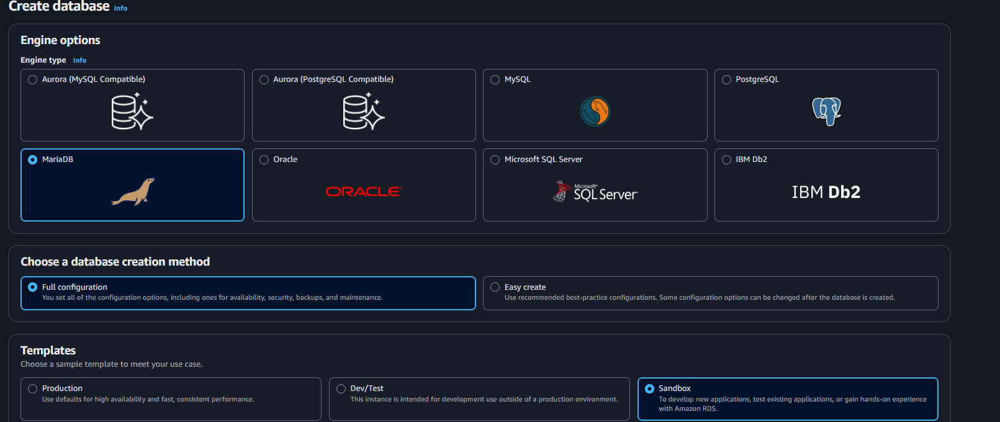 Create database Info
Engine options
Engine type Info
Aurora (MySQL Compatible)
Aurora (PostgreSQL Compatible)
MySQL
PostgreSQL
MariaDB
Oracle
ORACLE
Microsoft SQL Server
Microsoft®
SQL Server
IBM Db2
IBM Db2
Choose a database creation method
Full configuration
You set all of the configuration options, including ones for availability, security, backups, and maintenance.
Easy create
Use recommended best-practice configurations. Some configuration options can be changed after the database is created.
Templates
Choose a sample template to meet your use case.
Production
Use defaults for high availability and fast, consistent performance.
Dev/Test
This instance is intended for development use outside of a production environment.
Sandbox
To develop new applications, test existing applications, or gain hands-on experience
with Amazon RDS.